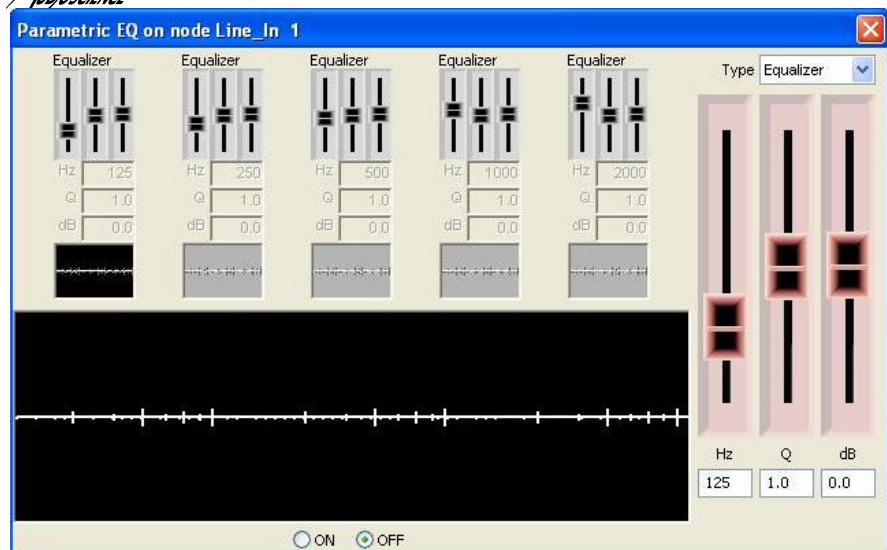 Parametric EQ on node Line_In 1
Equalizer Equalizer Equalizer Equalizer Equalizer
Type Equalizer
Hz 125 Hz 250 Hz 500 Hz 1000 Hz 2000
Q 1.0 Q 1.0 Q 1.0 Q 1.0 Q 1.0
dB 0.0 dB 0.0 dB 0.0 dB 0.0 dB 0.0
Hz Q dB
125 1.0 0.0
ON OFF